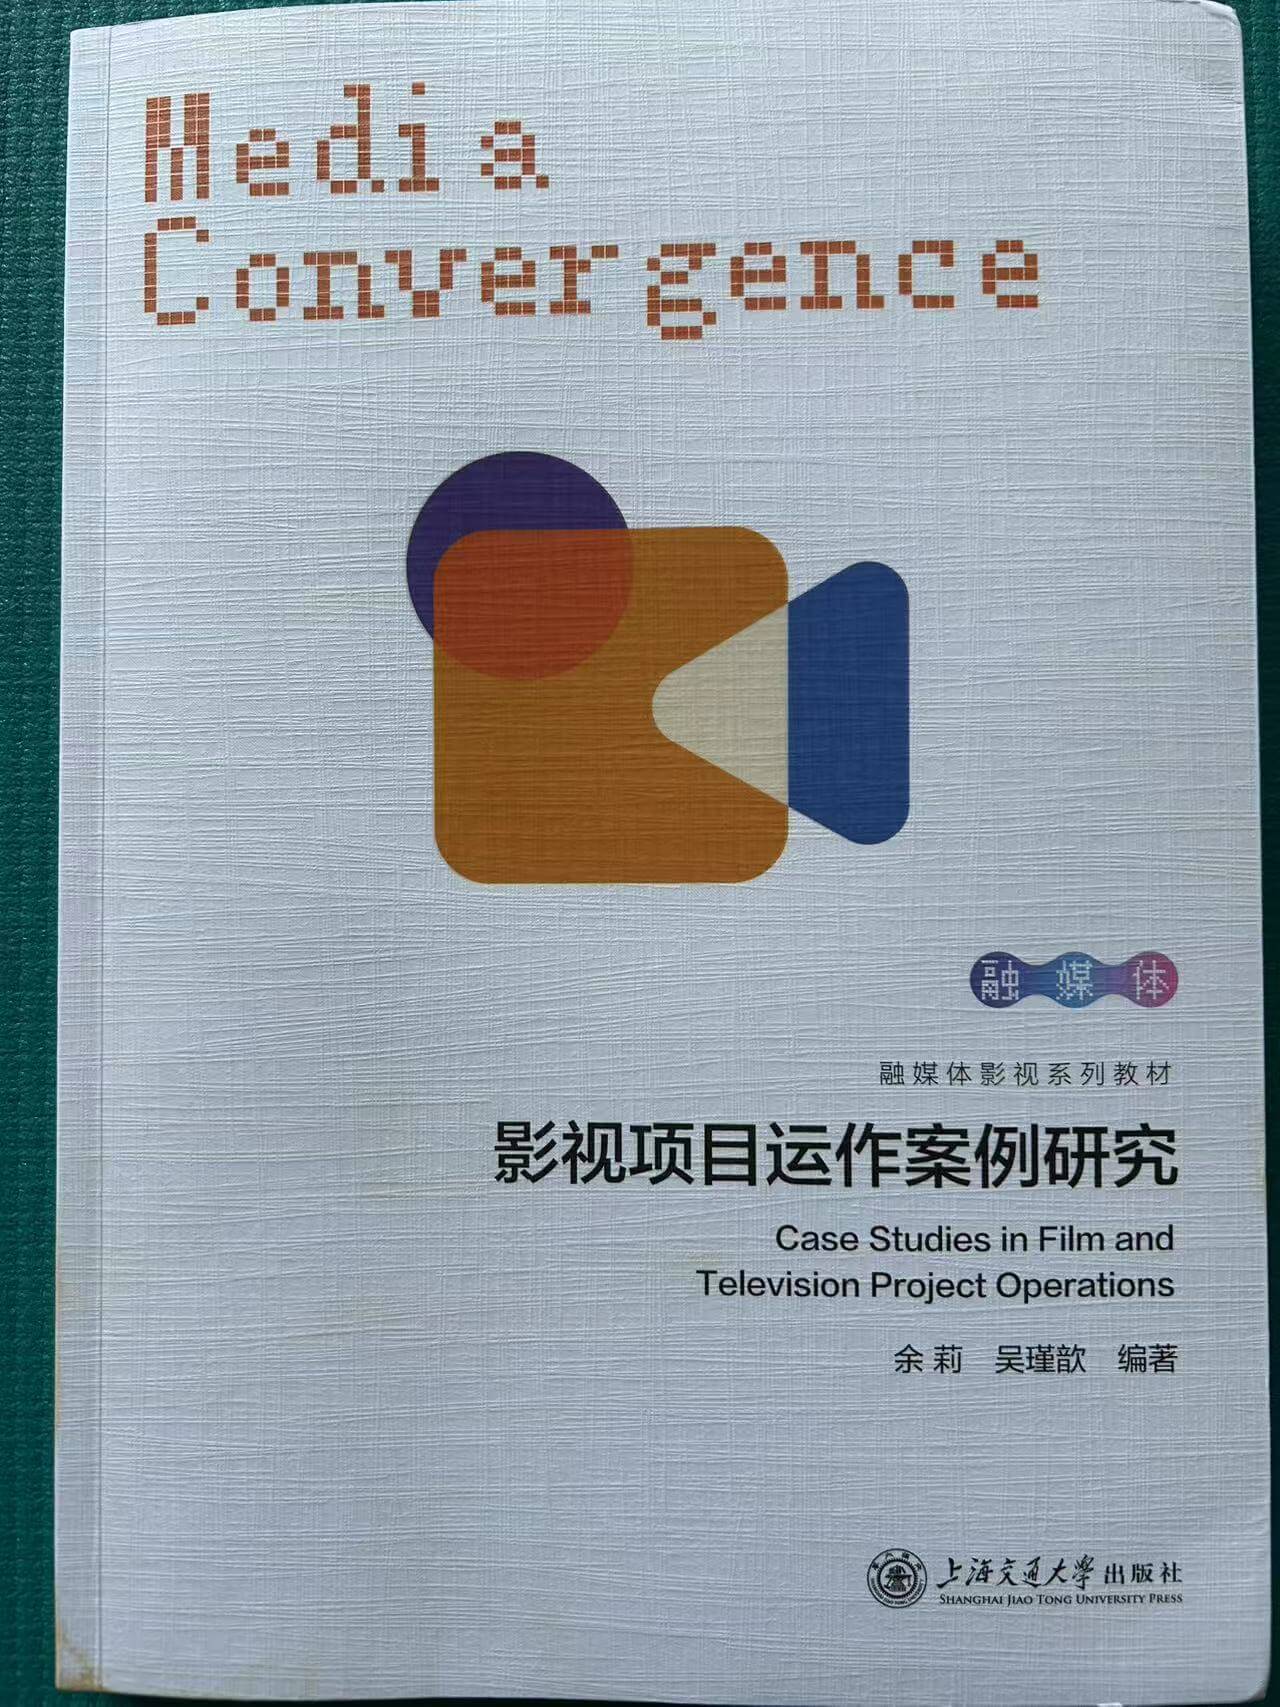 Media
Convergence
融媒体
融媒体影视系列教材
影视项目运作案例研究
Case Studies in Film and
Television Project Operations
余莉 吴瑾歆 编著
上海交通大学出版社
SHANGHAI JIAO TONG UNIVERSITY PRESS